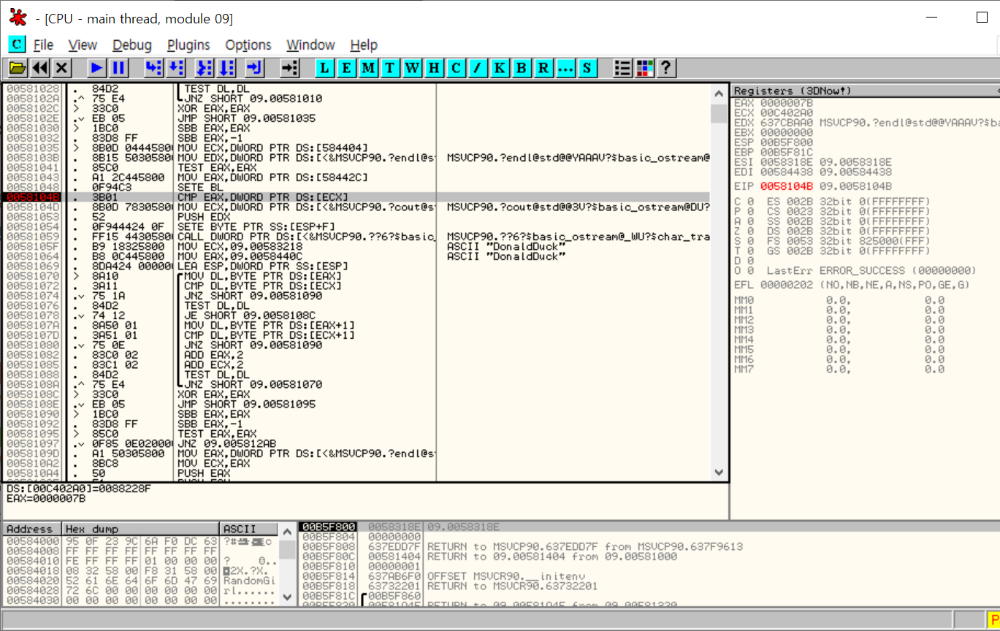 - [CPU - main thread, module 09]
C File View Debug Plugins Options Window Help
L E M T W H C / K B R ... S ?
00581028 . 84D2 TEST DL,DL
0058102A .^ 75 E4 JNZ SHORT 09.00581010
0058102C > 33C0 XOR EAX,EAX
0058102E .v EB 05 JMP SHORT 09.00581035
00581030 > 1BC0 SBB EAX,EAX
00581032 . 83D8 FF SBB EAX,-1
00581035 > 8B0D 04445800 MOV ECX,DWORD PTR DS:[584404]
0058103B . 8B15 50305800 MOV EDX,DWORD PTR DS:[<&MSVCP90.?endl@st MSVCP90.?endl@std@@YAAAV?$basic_ostream@
00581041 . 85C0 TEST EAX,EAX
00581043 . A1 2C445800 MOV EAX,DWORD PTR DS:[58442C]
00581048 . 0F94C3 SETE BL
0058104B . 3B01 CMP EAX,DWORD PTR DS:[ECX]
0058104D . 8B0D 78305800 MOV ECX,DWORD PTR DS:[<&MSVCP90.?cout@st MSVCP90.?cout@std@@3V?$basic_ostream@DU?
00581053 . 52 PUSH EDX
00581054 . 0F944424 0F SETE BYTE PTR SS:[ESP+F]
00581059 . FF15 44305800 CALL DWORD PTR DS:[<&MSVCP90.??6?$basic_ MSVCP90.??6?$basic_ostream@_WU?$char_tra
0058105F . B9 18325800 MOV ECX,09.00583218 ASCII "DonaldDuck"
00581064 . B8 0C445800 MOV EAX,09.0058440C ASCII "DonaldDuck"
00581069 . 8DA424 000000 LEA ESP,DWORD PTR SS:[ESP]
00581070 > 8A10 MOV DL,BYTE PTR DS:[EAX]
00581072 . 3A11 CMP DL,BYTE PTR DS:[ECX]
00581074 .v 75 1A JNZ SHORT 09.00581090
00581076 . 84D2 TEST DL,DL
00581078 .v 74 12 JE SHORT 09.0058108C
0058107A . 8A50 01 MOV DL,BYTE PTR DS:[EAX+1]
0058107D . 3A51 01 CMP DL,BYTE PTR DS:[ECX+1]
00581080 .v 75 0E JNZ SHORT 09.00581090
00581082 . 83C0 02 ADD EAX,2
00581085 . 83C1 02 ADD ECX,2
00581088 . 84D2 TEST DL,DL
0058108A .^ 75 E4 JNZ SHORT 09.00581070
0058108C > 33C0 XOR EAX,EAX
0058108E .v EB 05 JMP SHORT 09.00581095
00581090 > 1BC0 SBB EAX,EAX
00581092 . 83D8 FF SBB EAX,-1
00581095 > 85C0 TEST EAX,EAX
00581097 .v 0F85 0E020000 JNZ 09.005812AB
0058109D . A1 50305800 MOV EAX,DWORD PTR DS:[<&MSVCP90.?endl@st
005810A2 . 8BC8 MOV ECX,EAX
005810A4 . 50 PUSH EAX
DS:[00C402A0]=0088228F
EAX=0000007B
Registers (3DNow!)
EAX 0000007B
ECX 00C402A0
EDX 637CBAA0 MSVCP90.?endl@std@@YAAAV?$ba
EBX 00000000
ESP 00B5F800
EBP 00B5F81C
ESI 0058318E 09.0058318E
EDI 00584438 09.00584438
EIP 0058104B 09.0058104B
C 0 ES 002B 32bit 0(FFFFFFFF)
P 0 CS 0023 32bit 0(FFFFFFFF)
A 0 SS 002B 32bit 0(FFFFFFFF)
Z 0 DS 002B 32bit 0(FFFFFFFF)
S 0 FS 0053 32bit 825000(FFF)
T 0 GS 002B 32bit 0(FFFFFFFF)
D 0
O 0 LastErr ERROR_SUCCESS (00000000)
EFL 00000202 (NO,NB,NE,A,NS,PO,GE,G)
MM0 0.0, 0.0
MM1 0.0, 0.0
MM2 0.0, 0.0
MM3 0.0, 0.0
MM4 0.0, 0.0
MM5 0.0, 0.0
MM6 0.0, 0.0
MM7 0.0, 0.0
Address Hex dump ASCII
00584000 95 0F 23 9C 6A F0 DC 63
00584008 FF FF FF FF FF FF FF FF
00584010 FE FF FF FF 01 00 00 00 ? 0..
00584018 08 32 58 00 F8 31 58 00 2X.?X.
00584020 52 61 6E 64 6F 6D 47 69 RandomGi
00584028 72 6C 00 00 00 00 00 00 rl......
00584030 00 00 00 00 00 00 00 00 ........
00B5F800 0058318E 09.0058318E
00B5F804 00000000
00B5F808 637EDD7F RETURN to MSVCP90.637EDD7F from MSVCP90.637F9613
00B5F80C 00581404 RETURN to 09.00581404 from 09.00581000
00B5F810 00000001
00B5F814 637AB6F0 OFFSET MSVCR90.__initenv
00B5F818 63732201 RETURN to MSVCR90.63732201
00B5F81C 00B5F860
P